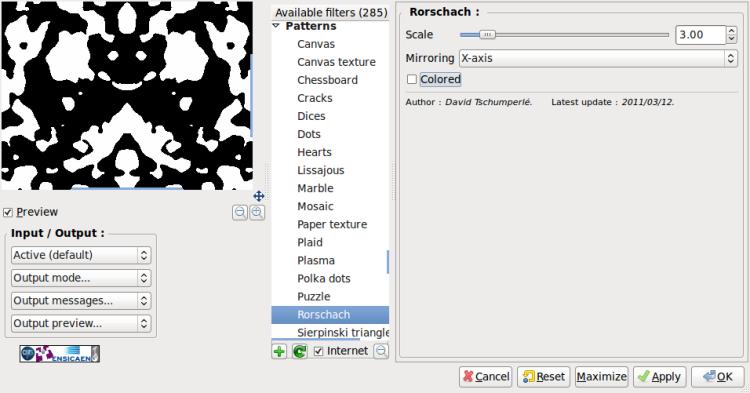 Available filters (285)
Patterns
Canvas
Canvas texture
Chessboard
Cracks
Dices
Dots
Hearts
Lissajous
Marble
Mosaic
Paper texture
Plaid
Plasma
Polka dots
Puzzle
Rorschach
Sierpinski triangle
Internet
Rorschach :
Scale 3.00
Mirroring X-axis
Colored
Author : David Tschumperlé. Latest update : 2011/03/12.
Preview
Input / Output :
Active (default)
Output mode...
Output messages...
Output preview...
ENSICAEN
Cancel Reset Maximize Apply OK